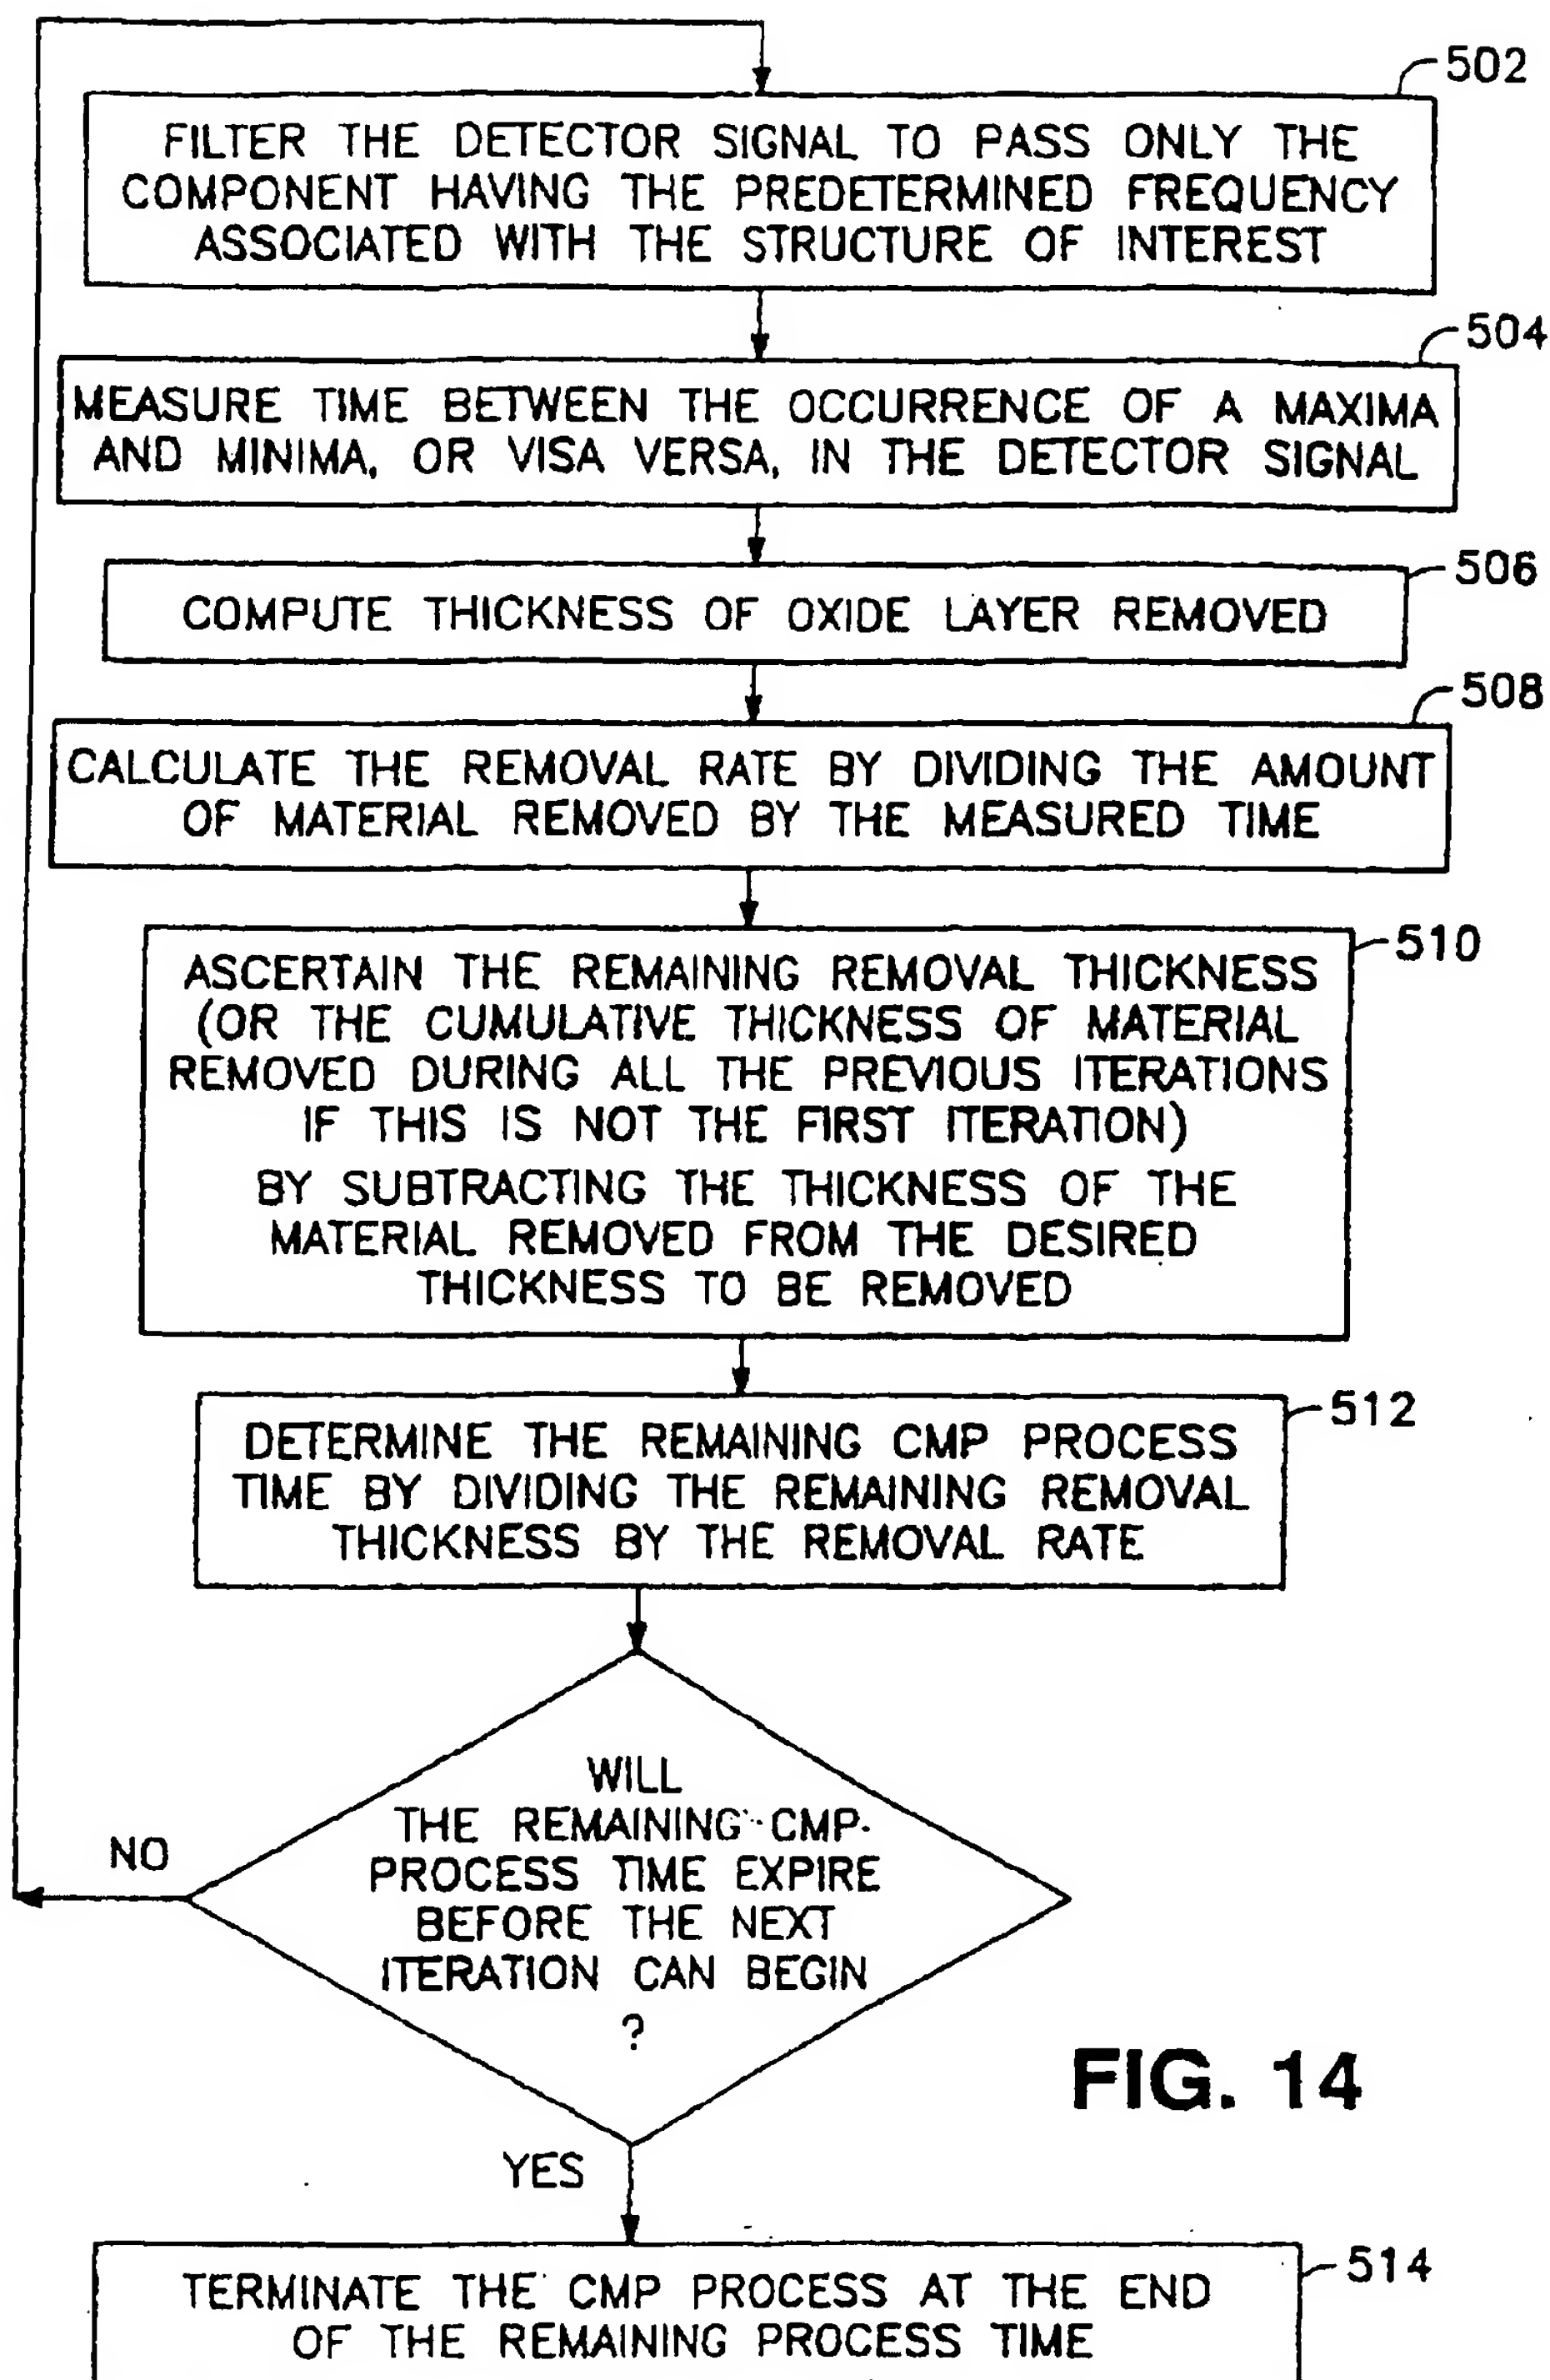 502
FILTER THE DETECTOR SIGNAL TO PASS ONLY THE
COMPONENT HAVING THE PREDETERMINED FREQUENCY
ASSOCIATED WITH THE STRUCTURE OF INTEREST
504
MEASURE TIME BETWEEN THE OCCURRENCE OF A MAXIMA
AND MINIMA, OR VISA VERSA, IN THE DETECTOR SIGNAL
506
COMPUTE THICKNESS OF OXIDE LAYER REMOVED
508
CALCULATE THE REMOVAL RATE BY DIVIDING THE AMOUNT
OF MATERIAL REMOVED BY THE MEASURED TIME
510
ASCERTAIN THE REMAINING REMOVAL THICKNESS
(OR THE CUMULATIVE THICKNESS OF MATERIAL
REMOVED DURING ALL THE PREVIOUS ITERATIONS
IF THIS IS NOT THE FIRST ITERATION)
BY SUBTRACTING THE THICKNESS OF THE
MATERIAL REMOVED FROM THE DESIRED
THICKNESS TO BE REMOVED
512
DETERMINE THE REMAINING CMP PROCESS
TIME BY DIVIDING THE REMAINING REMOVAL
THICKNESS BY THE REMOVAL RATE
WILL
THE REMAINING CMP
PROCESS TIME EXPIRE
BEFORE THE NEXT
ITERATION CAN BEGIN
?
NO
FIG. 14
YES
514
TERMINATE THE CMP PROCESS AT THE END
OF THE REMAINING PROCESS TIME